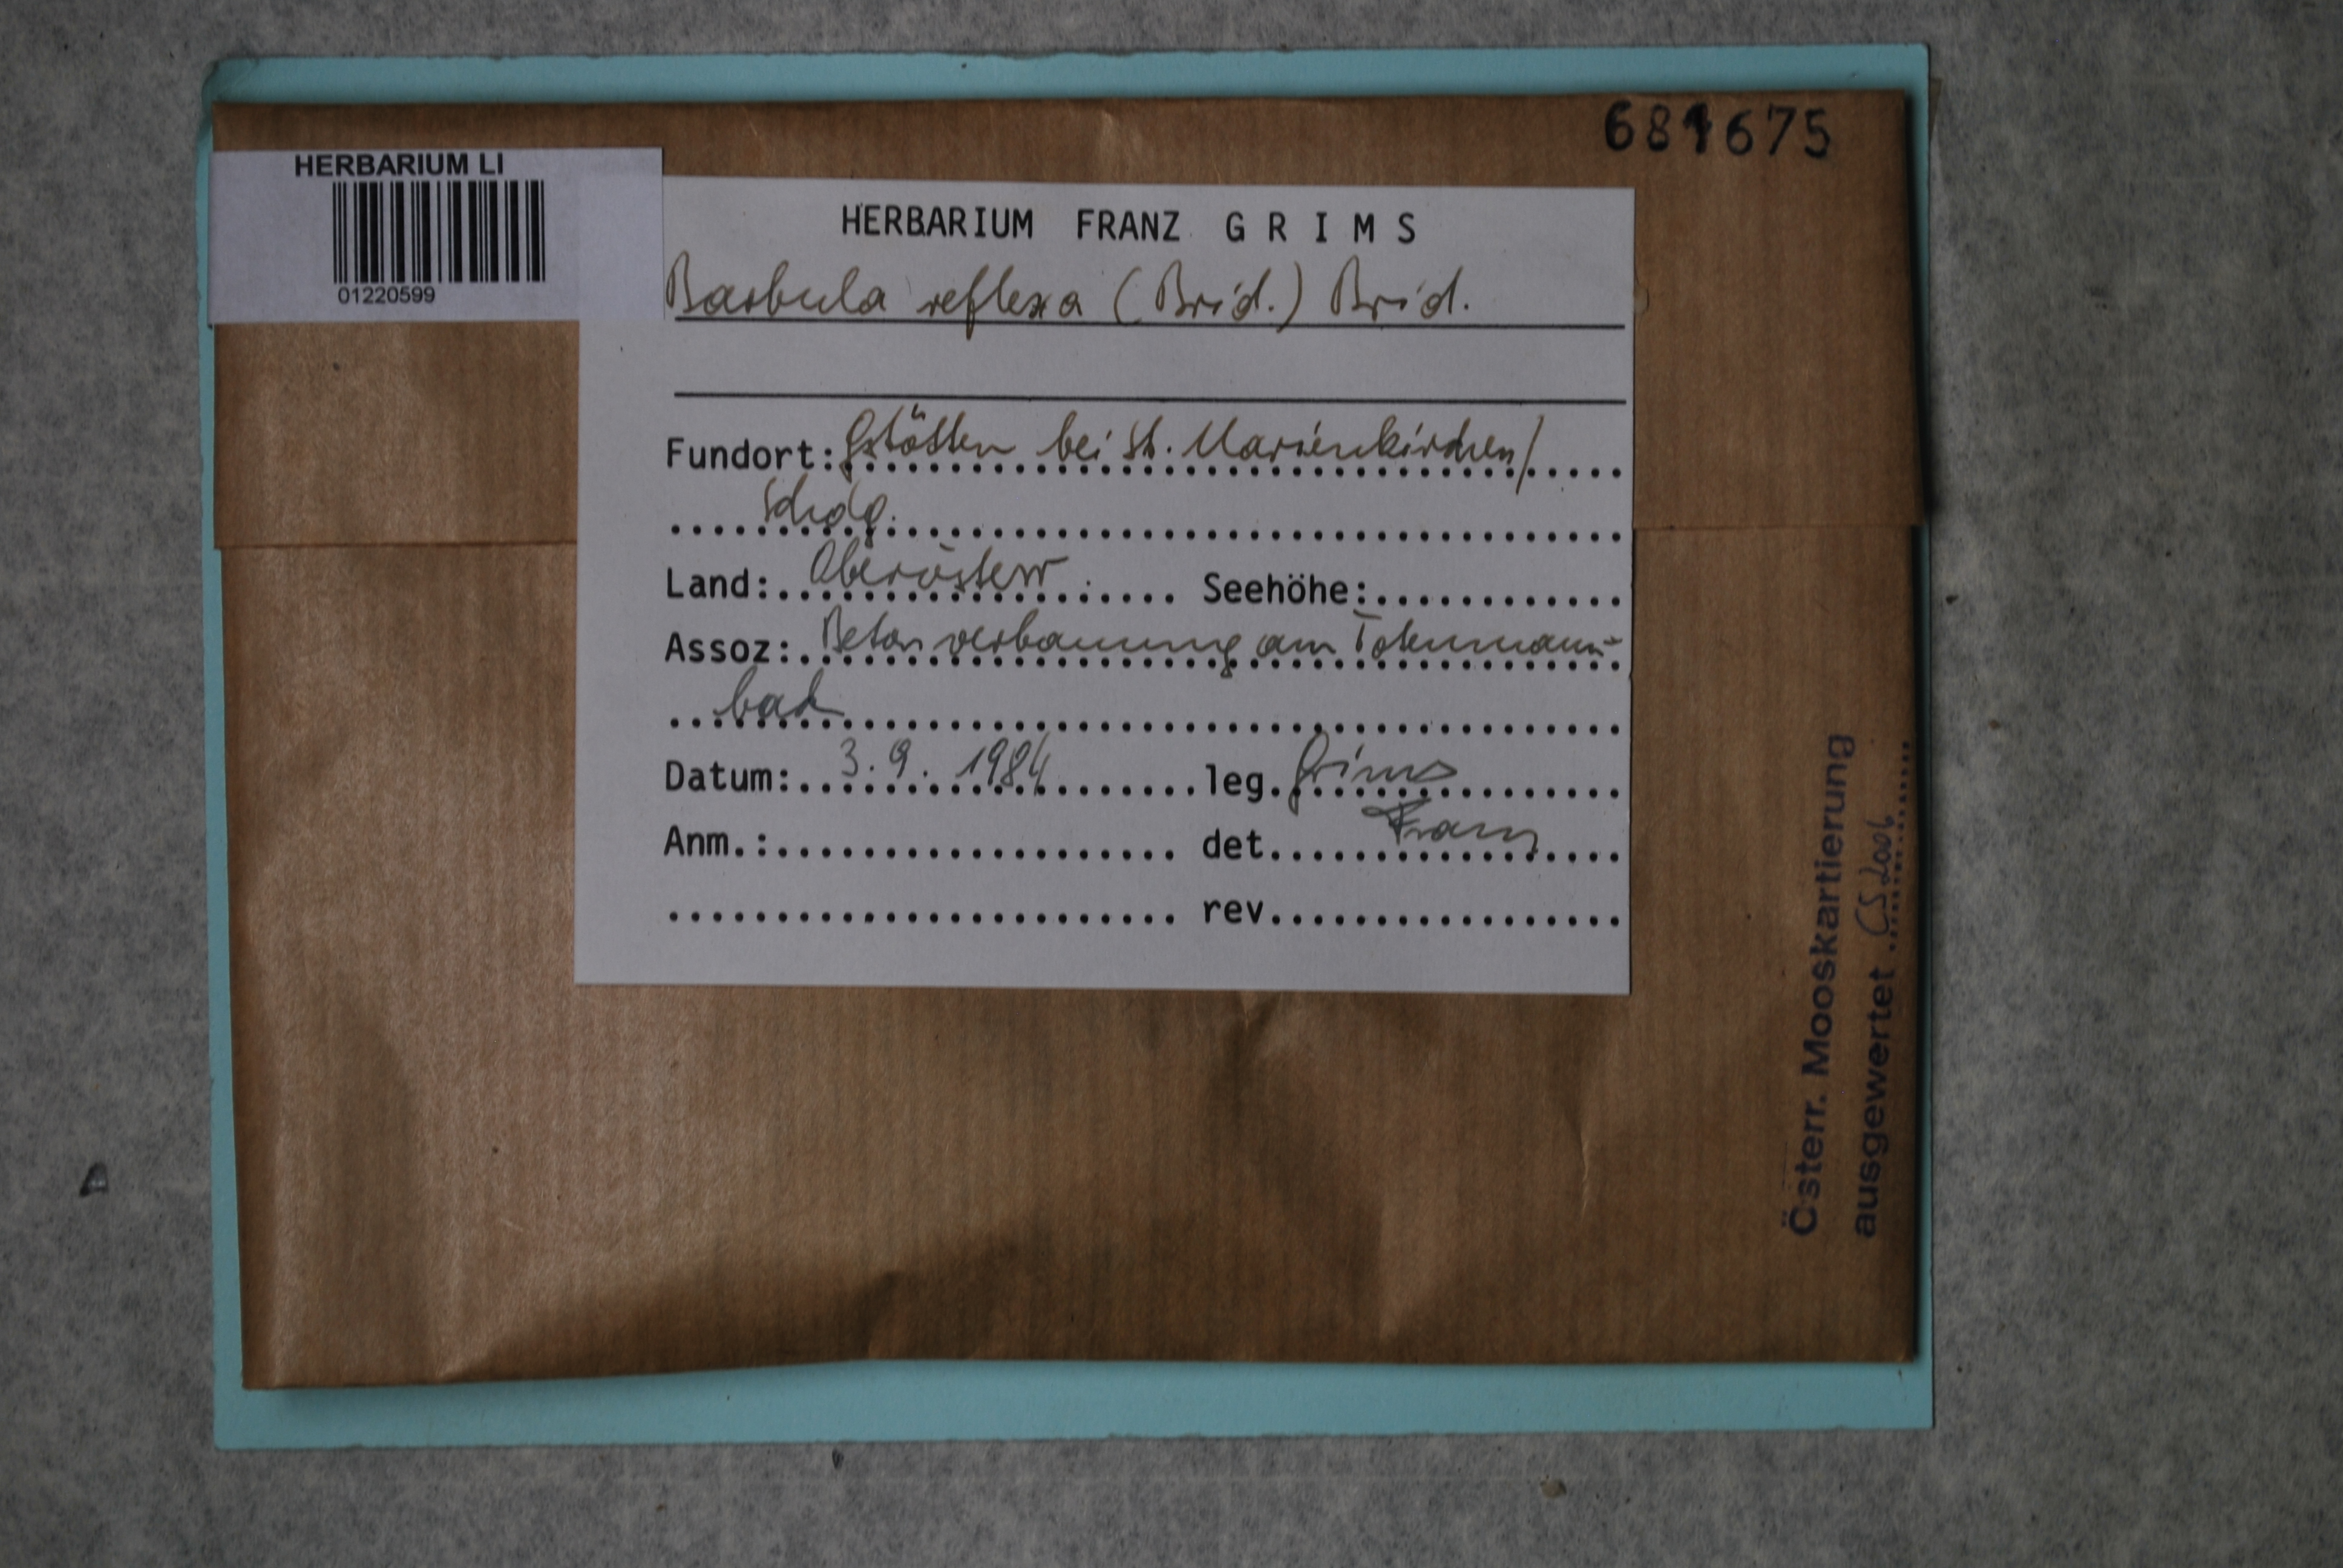 681675
HERBARIUM LI
01220599
HERBARIUM FRANZ GRIMS
Barbula reflexa (Brid.) Brid.
Fundort: Gstötten bei St. Marienkirchen/
Schdg.
Land: Oberösterr. Seehöhe:
Assoz: Betonverbauung am Totenmann-
bach
Datum: 3.9.1984 leg. Grims
Anm.: det. Franz
rev.
Österr. Mooskartierung
ausgewertet CS 2006